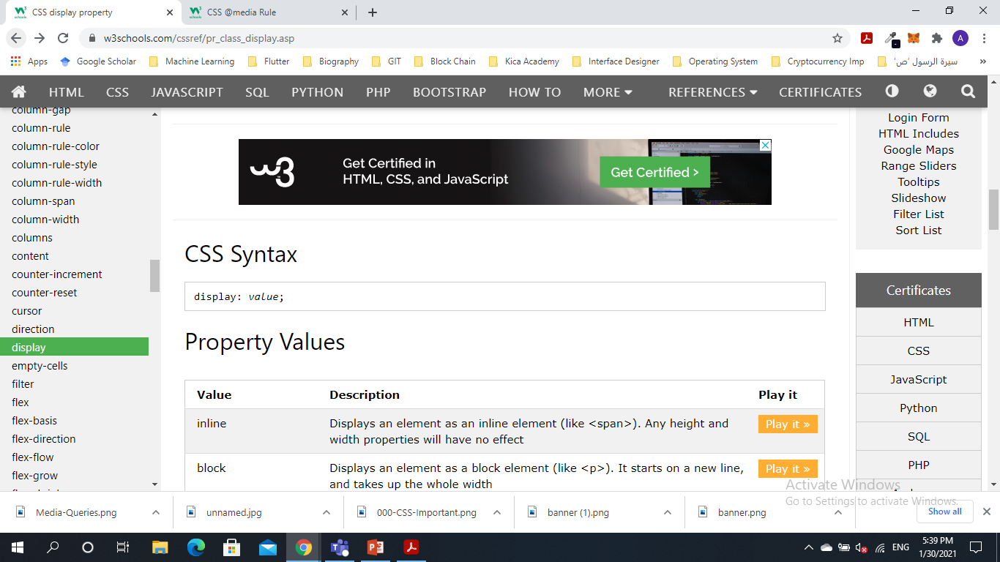 CSS display property
CSS @media Rule
w3schools.com/cssref/pr_class_display.asp
A
Apps
Google Scholar
Machine Learning
Flutter
Biography
GIT
Block Chain
Kica Academy
Interface Designer
Operating System
Cryptocurrency Imp
سيرة الرسول ’ص‘
»
HTML
CSS
JAVASCRIPT
SQL
PYTHON
PHP
BOOTSTRAP
HOW TO
MORE
REFERENCES
CERTIFICATES
column-gap
column-rule
column-rule-color
column-rule-style
column-rule-width
column-span
column-width
columns
content
counter-increment
counter-reset
cursor
direction
display
empty-cells
filter
flex
flex-basis
flex-direction
flex-flow
flex-grow
w3
Get Certified in
HTML, CSS, and JavaScript
Get Certified >
CSS Syntax
display: value;
Property Values
Value Description Play it
inline Displays an element as an inline element (like <span>). Any height and
width properties will have no effect
Play it »
block Displays an element as a block element (like <p>). It starts on a new line,
and takes up the whole width
Play it »
Login Form
HTML Includes
Google Maps
Range Sliders
Tooltips
Slideshow
Filter List
Sort List
Certificates
HTML
CSS
JavaScript
Python
SQL
PHP
Activate Windows
Go to Settings to activate Windows.
Media-Queries.png
unnamed.jpg
000-CSS-Important.png
banner (1).png
banner.png
Show all
ENG
5:39 PM
1/30/2021